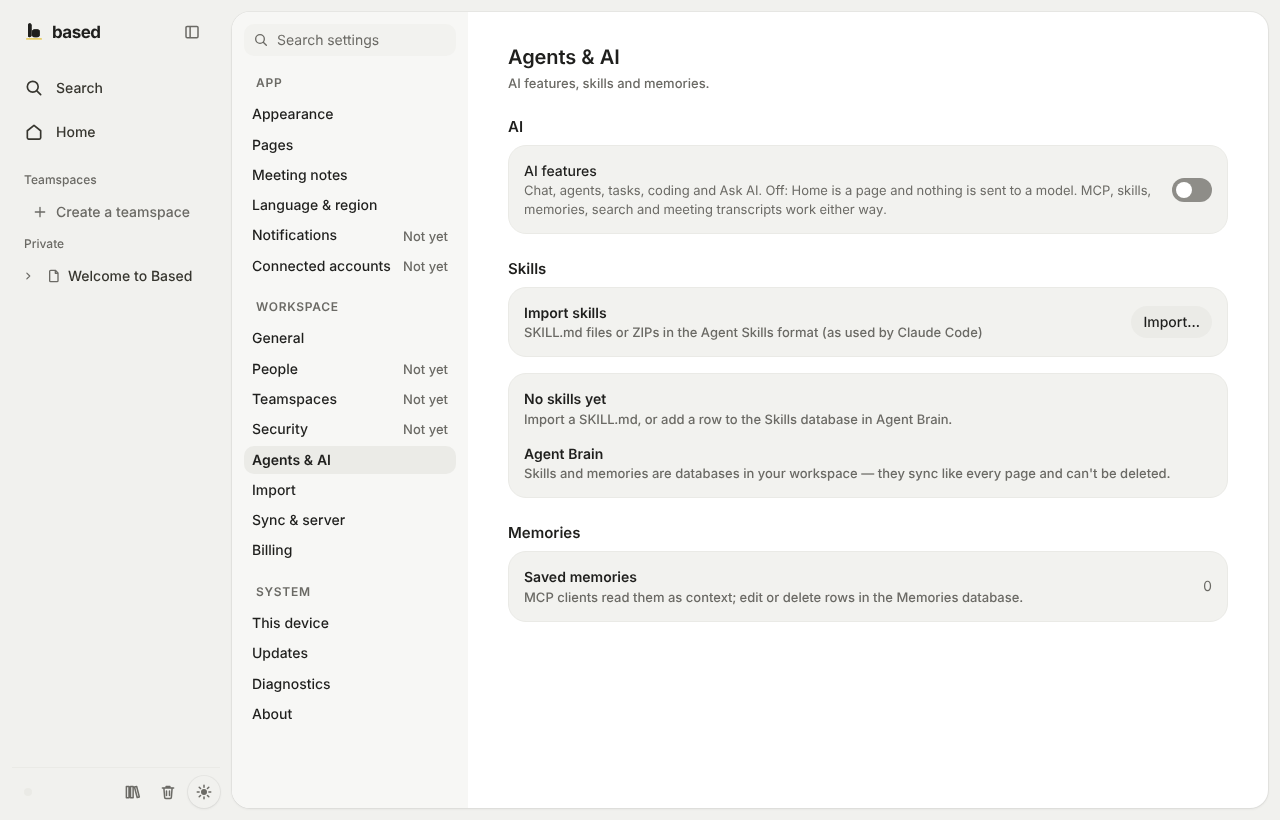 based
Search
Home
Teamspaces
Create a teamspace
Private
Welcome to Based
Search settings
APP
Appearance
Pages
Meeting notes
Language & region
Notifications Not yet
Connected accounts Not yet
WORKSPACE
General
People Not yet
Teamspaces Not yet
Security Not yet
Agents & AI
Import
Sync & server
Billing
SYSTEM
This device
Updates
Diagnostics
About
Agents & AI
AI features, skills and memories.
AI
AI features
Chat, agents, tasks, coding and Ask AI. Off: Home is a page and nothing is sent to a model. MCP, skills,
memories, search and meeting transcripts work either way.
Skills
Import skills
SKILL.md files or ZIPs in the Agent Skills format (as used by Claude Code)
Import...
No skills yet
Import a SKILL.md, or add a row to the Skills database in Agent Brain.
Agent Brain
Skills and memories are databases in your workspace — they sync like every page and can't be deleted.
Memories
Saved memories
MCP clients read them as context; edit or delete rows in the Memories database.
0